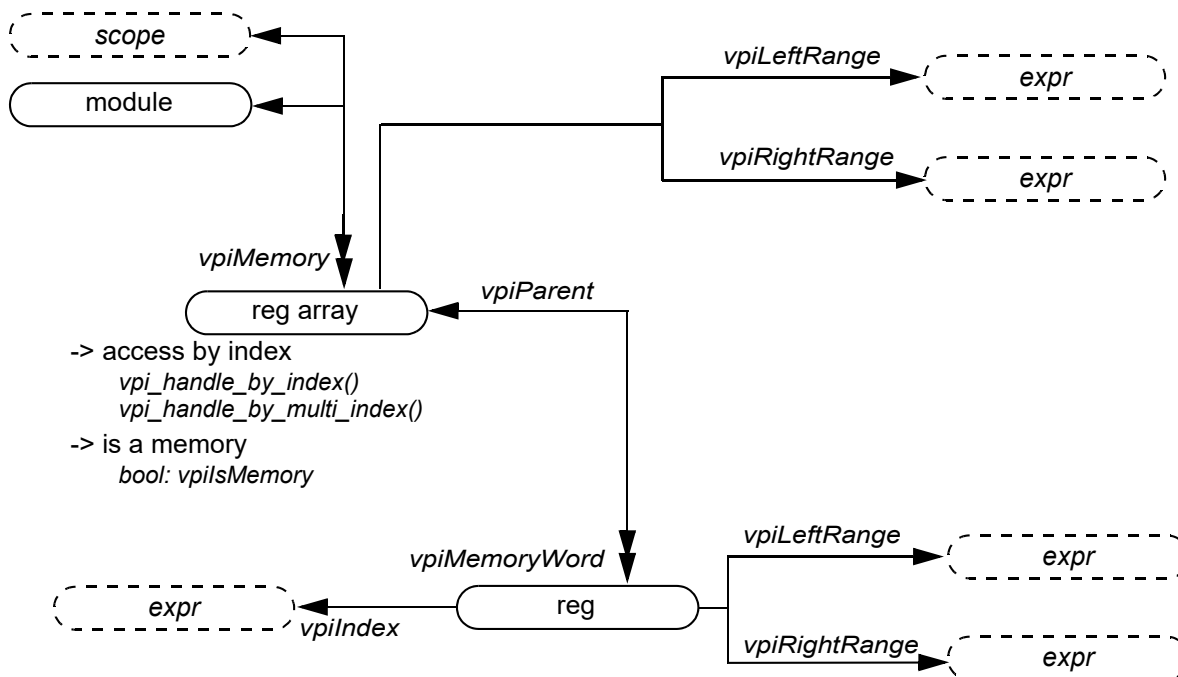 scope
module
vpiLeftRange
expr
vpiRightRange
expr
vpiMemory
reg array
vpiParent
-> access by index
vpi_handle_by_index()
vpi_handle_by_multi_index()
-> is a memory
bool: vpiIsMemory
vpiLeftRange
expr
vpiMemoryWord
expr
vpiIndex
reg
vpiRightRange
expr